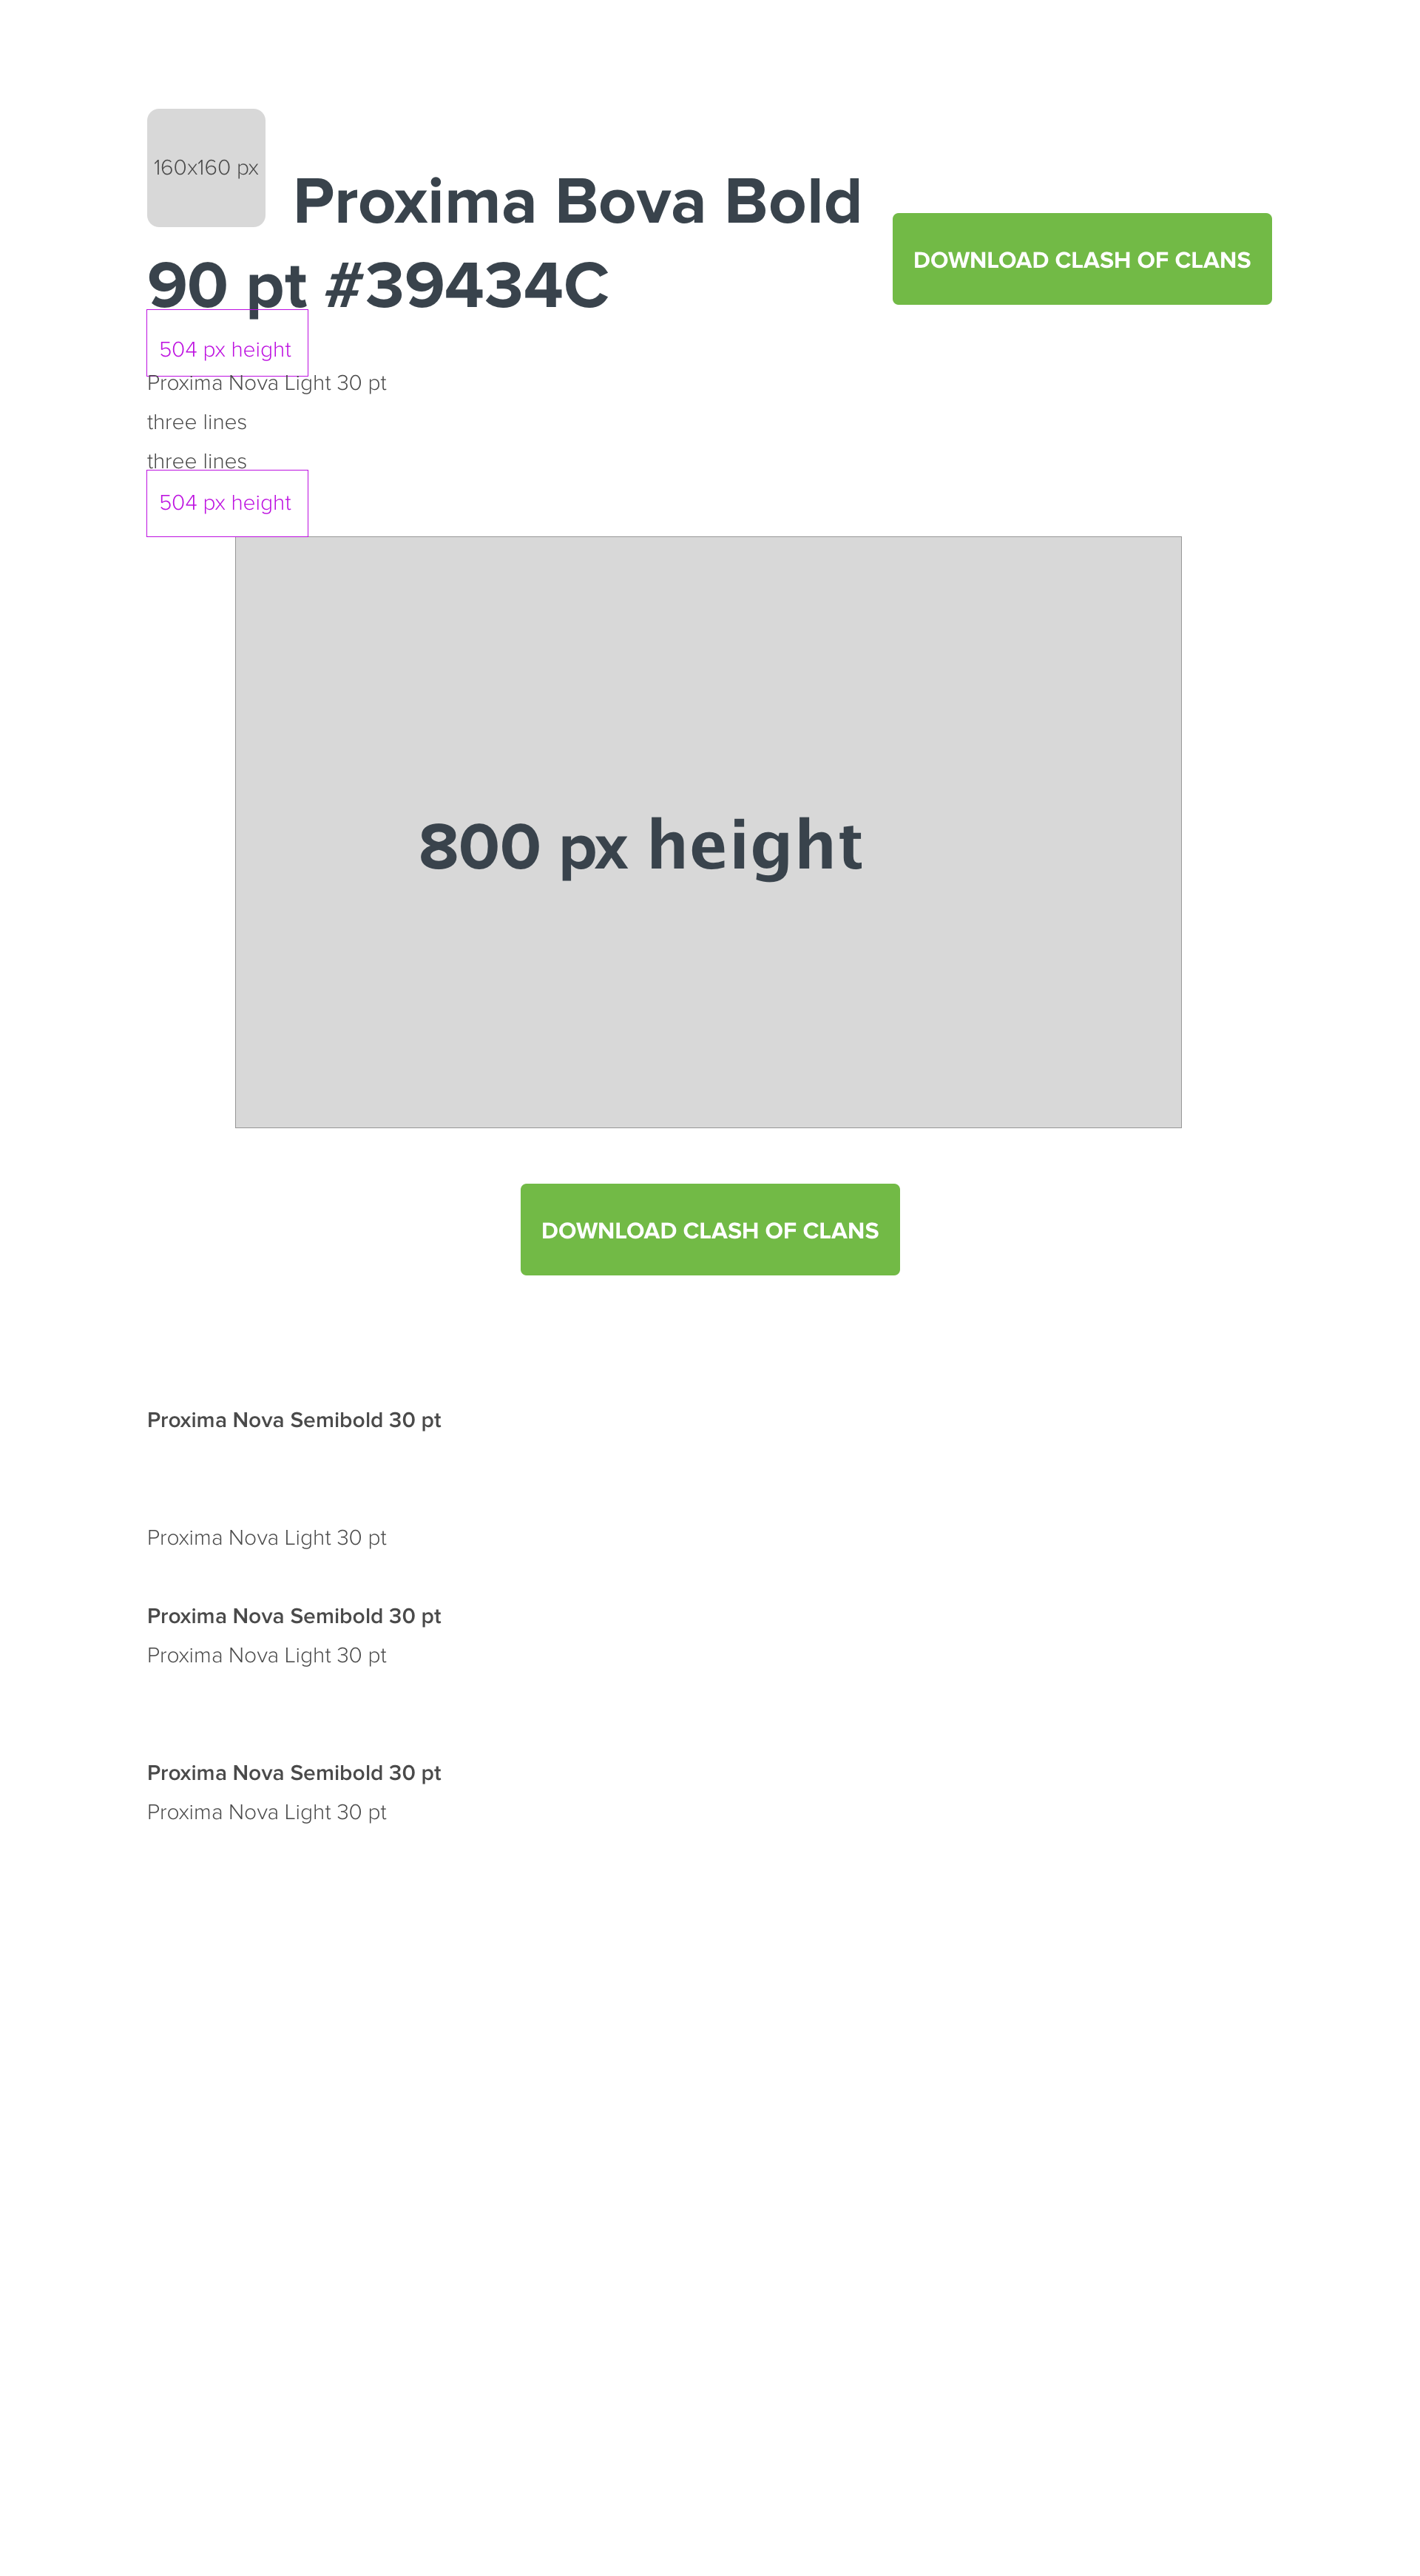 160x160 px
Proxima Bova Bold
90 pt #39434C
DOWNLOAD CLASH OF CLANS
504 px height
Proxima Nova Light 30 pt
three lines
three lines
504 px height
800 px height
DOWNLOAD CLASH OF CLANS
Proxima Nova Semibold 30 pt
Proxima Nova Light 30 pt
Proxima Nova Semibold 30 pt
Proxima Nova Light 30 pt
Proxima Nova Semibold 30 pt
Proxima Nova Light 30 pt